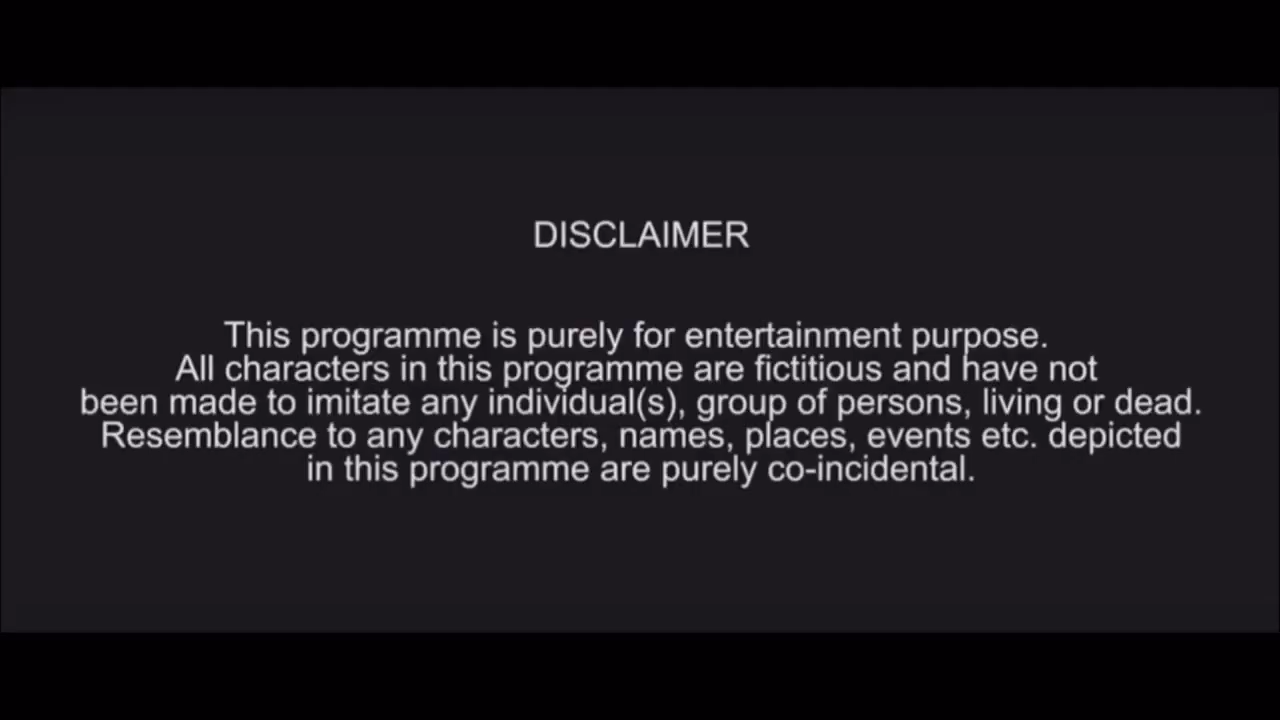 DISCLAIMER
This programme is purely for entertainment purpose.
All characters in this programme are fictitious and have not
been made to imitate any individual(s), group of persons, living or dead.
Resemblance to any characters, names, places, events etc. depicted
in this programme are purely co-incidental.